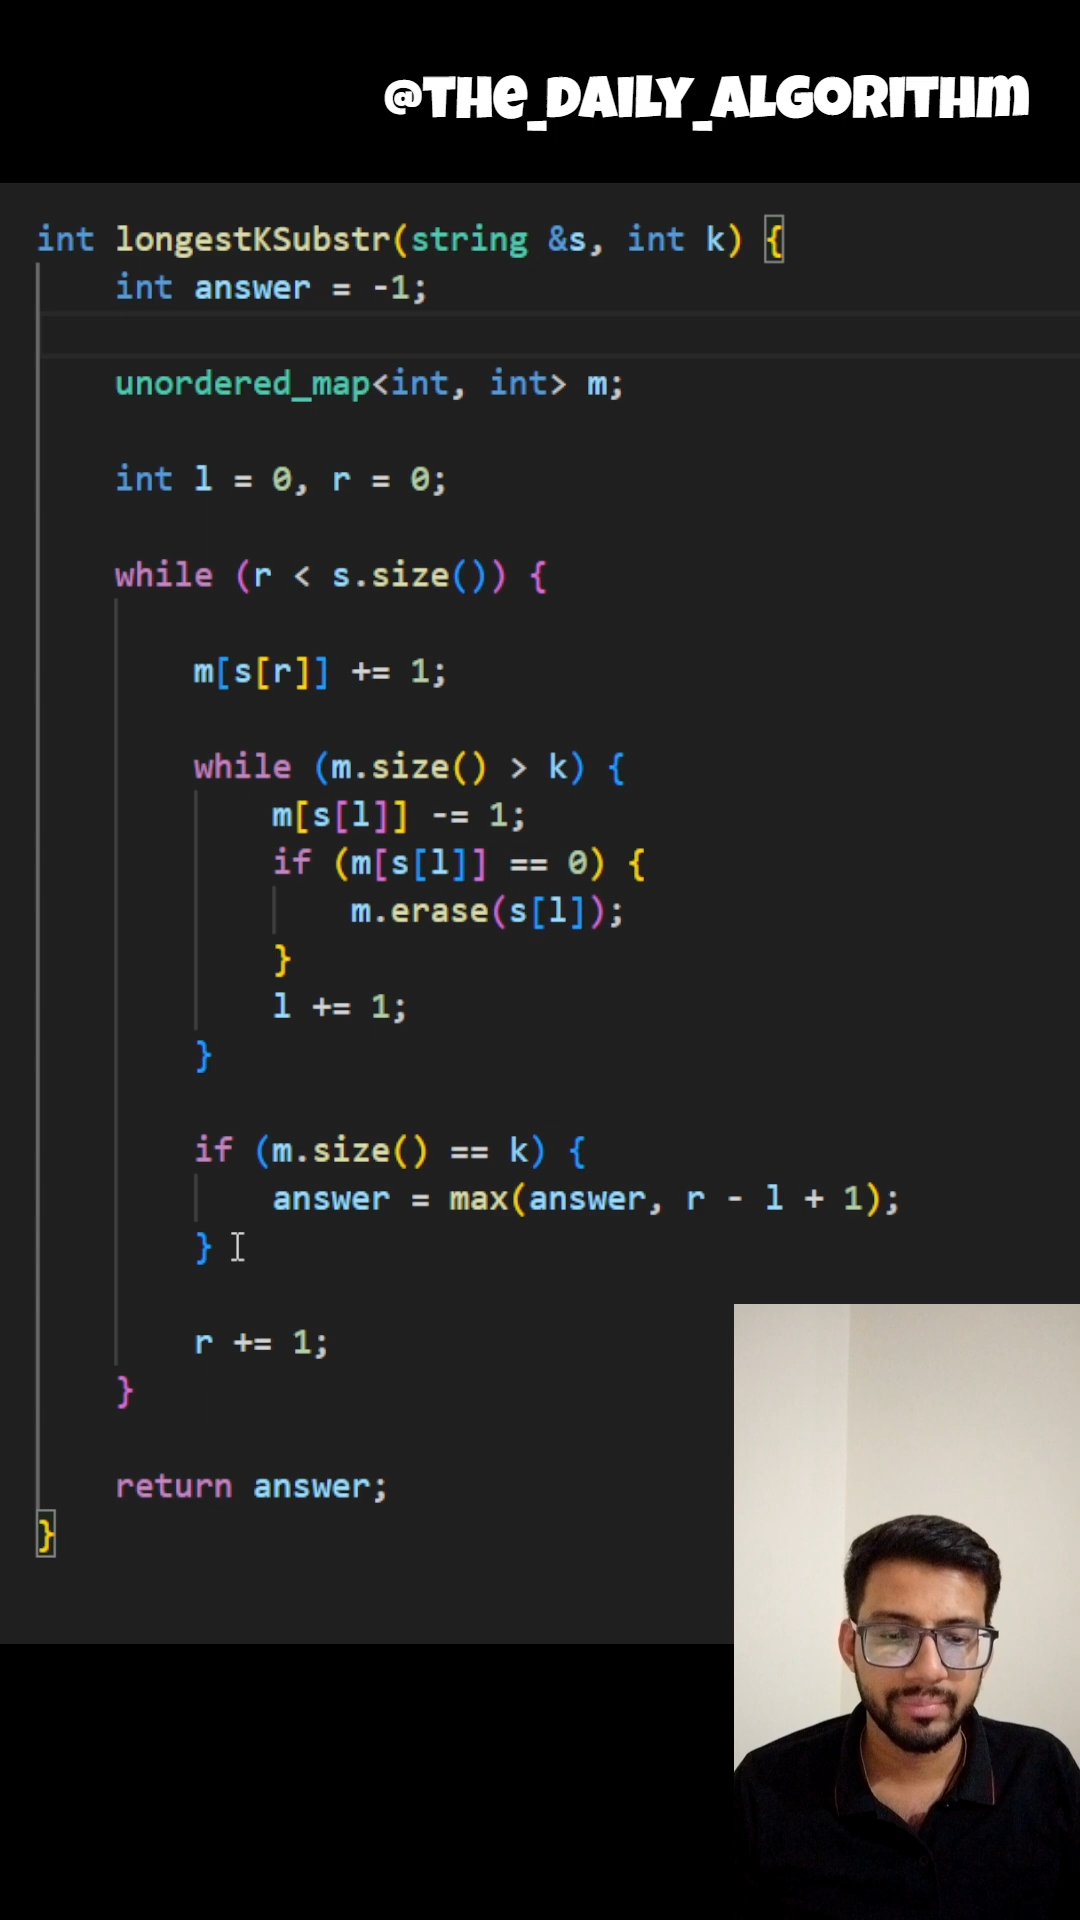 @THE_DAILY_ALGORITHM
int longestKSubstr(string &s, int k) {
    int answer = -1;
    unordered_map<int, int> m;
    int l = 0, r = 0;
    while (r < s.size()) {
        m[s[r]] += 1;
        while (m.size() > k) {
            m[s[l]] -= 1;
            if (m[s[l]] == 0) {
                m.erase(s[l]);
            }
            l += 1;
        }
        if (m.size() == k) {
            answer = max(answer, r - l + 1);
        }
        r += 1;
    }
    return answer;
}